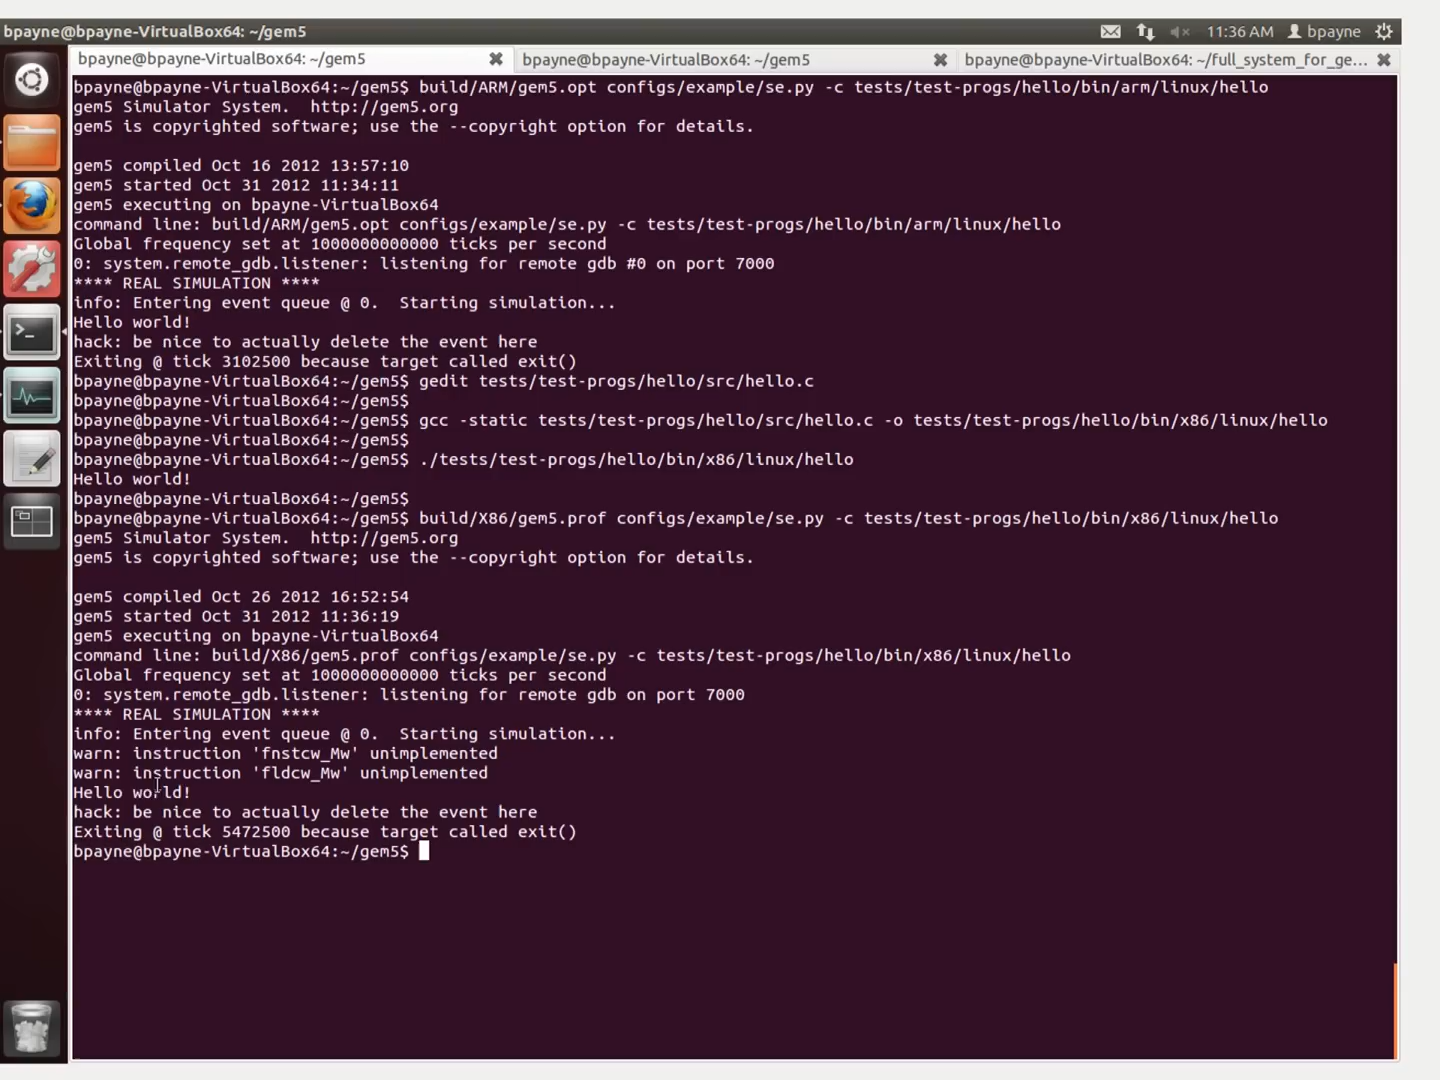 bpayne@bpayne-VirtualBox64: ~/gem5
11:36 AM bpayne
bpayne@bpayne-VirtualBox64: ~/gem5
bpayne@bpayne-VirtualBox64: ~/gem5
bpayne@bpayne-VirtualBox64: ~/full_system_for_ge...
bpayne@bpayne-VirtualBox64:~/gem5$ build/ARM/gem5.opt configs/example/se.py -c tests/test-progs/hello/bin/arm/linux/hello
gem5 Simulator System.  http://gem5.org
gem5 is copyrighted software; use the --copyright option for details.
gem5 compiled Oct 16 2012 13:57:10
gem5 started Oct 31 2012 11:34:11
gem5 executing on bpayne-VirtualBox64
command line: build/ARM/gem5.opt configs/example/se.py -c tests/test-progs/hello/bin/arm/linux/hello
Global frequency set at 1000000000000 ticks per second
0: system.remote_gdb.listener: listening for remote gdb #0 on port 7000
**** REAL SIMULATION ****
info: Entering event queue @ 0.  Starting simulation...
Hello world!
hack: be nice to actually delete the event here
Exiting @ tick 3102500 because target called exit()
bpayne@bpayne-VirtualBox64:~/gem5$ gedit tests/test-progs/hello/src/hello.c
bpayne@bpayne-VirtualBox64:~/gem5$
bpayne@bpayne-VirtualBox64:~/gem5$ gcc -static tests/test-progs/hello/src/hello.c -o tests/test-progs/hello/bin/x86/linux/hello
bpayne@bpayne-VirtualBox64:~/gem5$
bpayne@bpayne-VirtualBox64:~/gem5$ ./tests/test-progs/hello/bin/x86/linux/hello
Hello world!
bpayne@bpayne-VirtualBox64:~/gem5$
bpayne@bpayne-VirtualBox64:~/gem5$ build/X86/gem5.prof configs/example/se.py -c tests/test-progs/hello/bin/x86/linux/hello
gem5 Simulator System.  http://gem5.org
gem5 is copyrighted software; use the --copyright option for details.
gem5 compiled Oct 26 2012 16:52:54
gem5 started Oct 31 2012 11:36:19
gem5 executing on bpayne-VirtualBox64
command line: build/X86/gem5.prof configs/example/se.py -c tests/test-progs/hello/bin/x86/linux/hello
Global frequency set at 1000000000000 ticks per second
0: system.remote_gdb.listener: listening for remote gdb on port 7000
**** REAL SIMULATION ****
info: Entering event queue @ 0.  Starting simulation...
warn: instruction 'fnstcw_Mw' unimplemented
warn: instruction 'fldcw_Mw' unimplemented
Hello world!
hack: be nice to actually delete the event here
Exiting @ tick 5472500 because target called exit()
bpayne@bpayne-VirtualBox64:~/gem5$